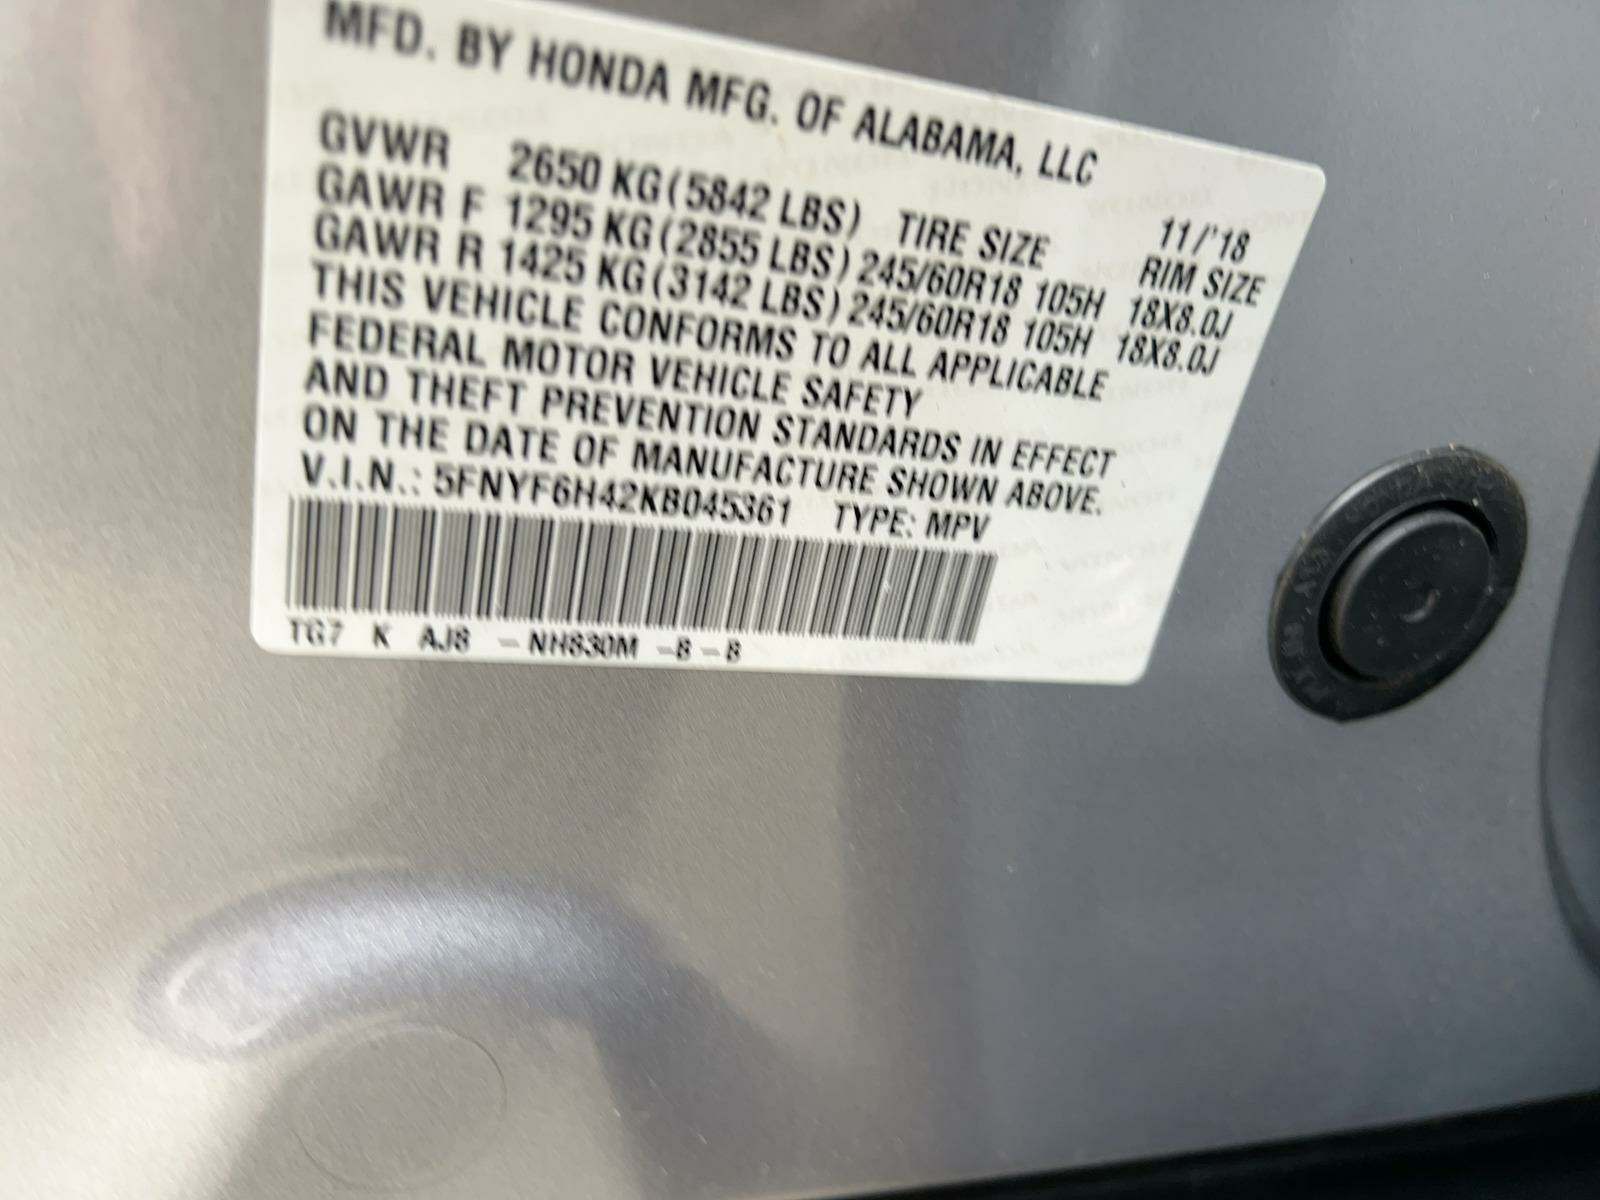 MFD. BY HONDA MFG. OF ALABAMA, LLC
11/'18
GVWR 2650 KG(5842 LBS) TIRE SIZE RIM SIZE
GAWR F 1295 KG(2855 LBS) 245/60R18 105H 18X8.0J
GAWR R 1425 KG(3142 LBS) 245/60R18 105H 18X8.0J
THIS VEHICLE CONFORMS TO ALL APPLICABLE
FEDERAL MOTOR VEHICLE SAFETY
AND THEFT PREVENTION STANDARDS IN EFFECT
ON THE DATE OF MANUFACTURE SHOWN ABOVE.
V.I.N.: 5FNYF6H42KB045361 TYPE: MPV
TG7 K AJ8 -NH830M -B-B